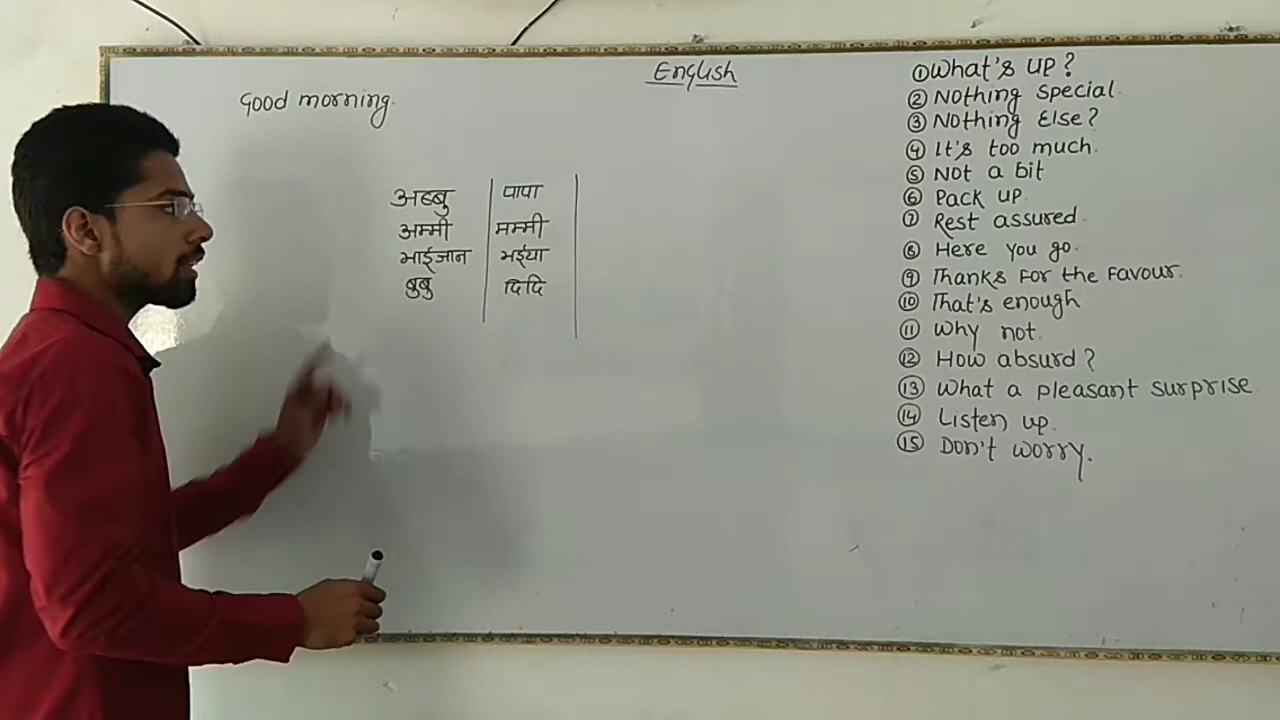 English
Good morning.
अब्बु पापा
अम्मी मम्मी
भाईजान भईया
बुबु दिदि
① What's up?
② Nothing special.
③ Nothing Else?
④ It's too much.
⑤ Not a bit
⑥ Pack up.
⑦ Rest assured.
⑧ Here you go.
⑨ Thanks for the Favour.
⑩ That's enough
⑪ Why not.
⑫ How absurd?
⑬ What a pleasant surprise.
⑭ Listen up.
⑮ Don't worry.